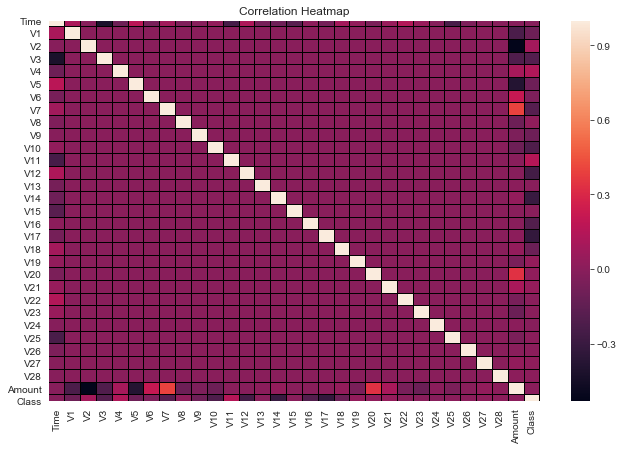 Correlation Heatmap
Time
V1
V2
V3
V4
V5
V6
V7
V8
V9
V10
V11
V12
V13
V14
V15
V16
V17
V18
V19
V20
V21
V22
V23
V24
V25
V26
V27
V28
Amount
Class
Time
V1
V2
V3
V4
V5
V6
V7
V8
V9
V10
V11
V12
V13
V14
V15
V16
V17
V18
V19
V20
V21
V22
V23
V24
V25
V26
V27
V28
Amount
Class
0.9
0.6
0.3
0.0
−0.3